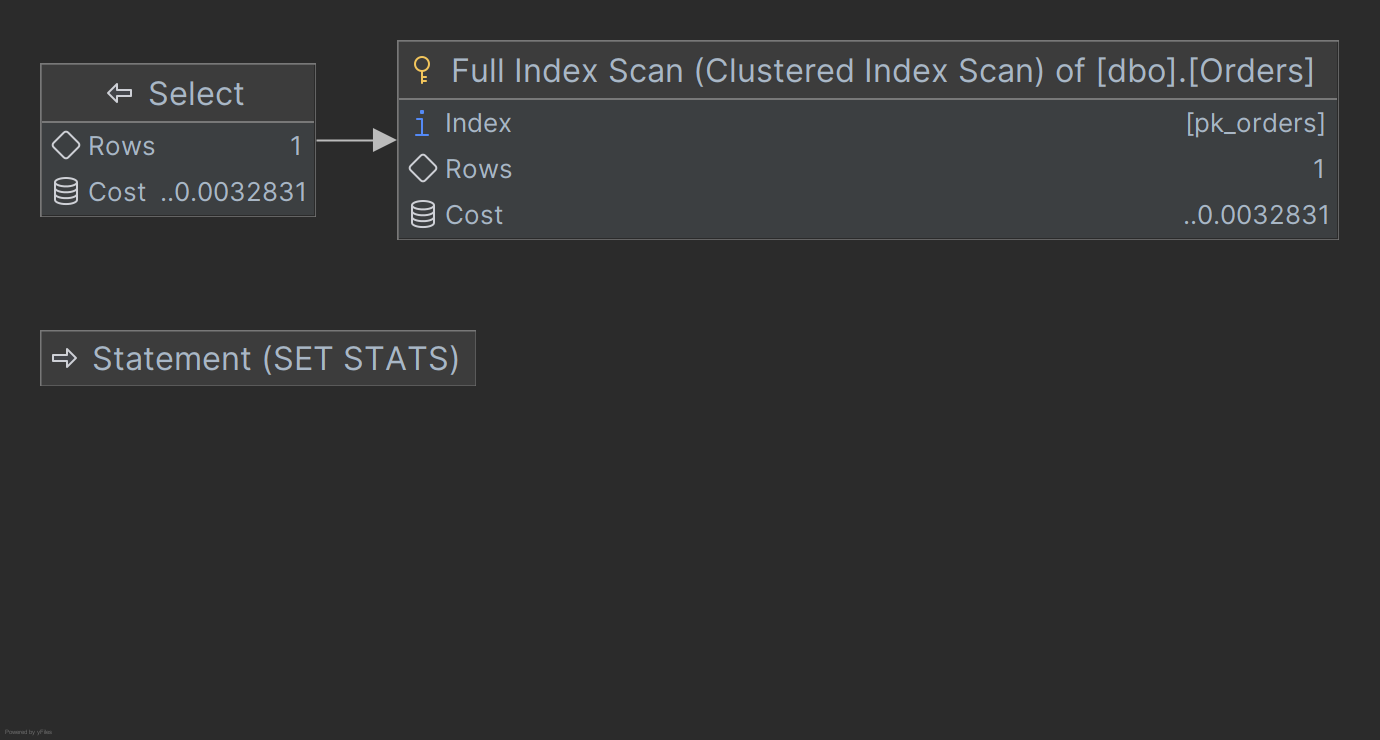 Select
Rows 1
Cost ..0.0032831
Full Index Scan (Clustered Index Scan) of [dbo].[Orders]
i Index [pk_orders]
Rows 1
Cost ..0.0032831
Statement (SET STATS)
Powered by yFiles